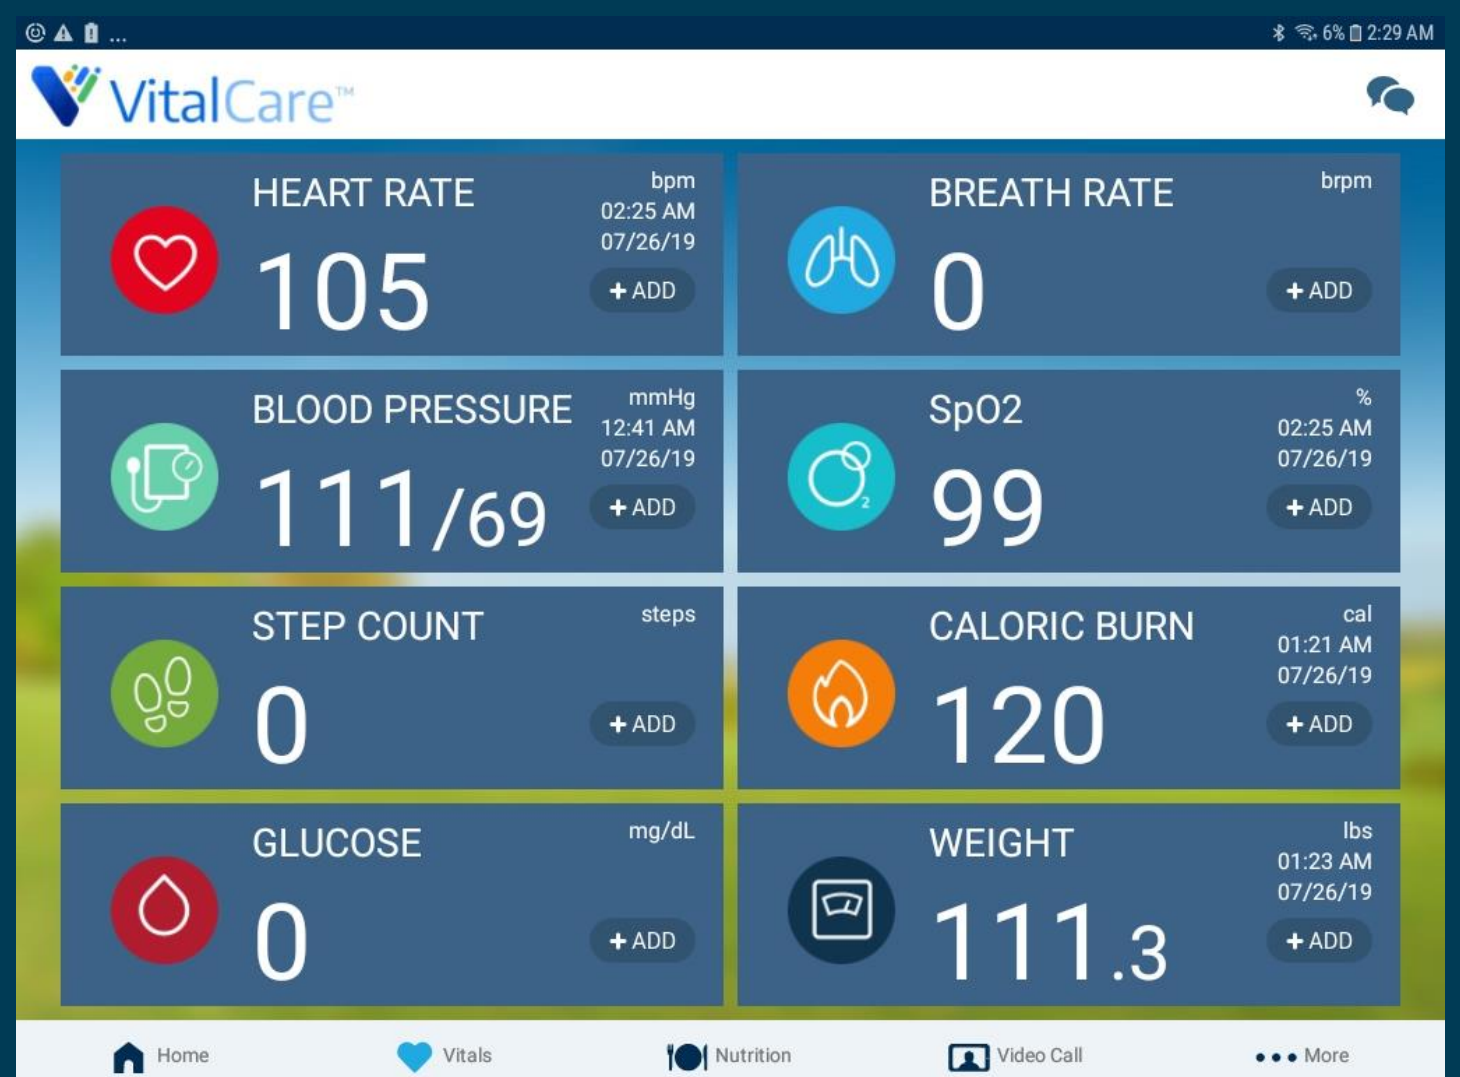 ... 6% 2:29 AM
VitalCare™
HEART RATE bpm
02:25 AM
07/26/19
105
+ ADD
BREATH RATE brpm
0
+ ADD
BLOOD PRESSURE mmHg
12:41 AM
07/26/19
111/69
+ ADD
SpO2 %
02:25 AM
07/26/19
99
2
+ ADD
STEP COUNT steps
0
+ ADD
CALORIC BURN cal
01:21 AM
07/26/19
120
+ ADD
GLUCOSE mg/dL
0
+ ADD
WEIGHT lbs
01:23 AM
07/26/19
111.3
+ ADD
Home Vitals Nutrition Video Call More